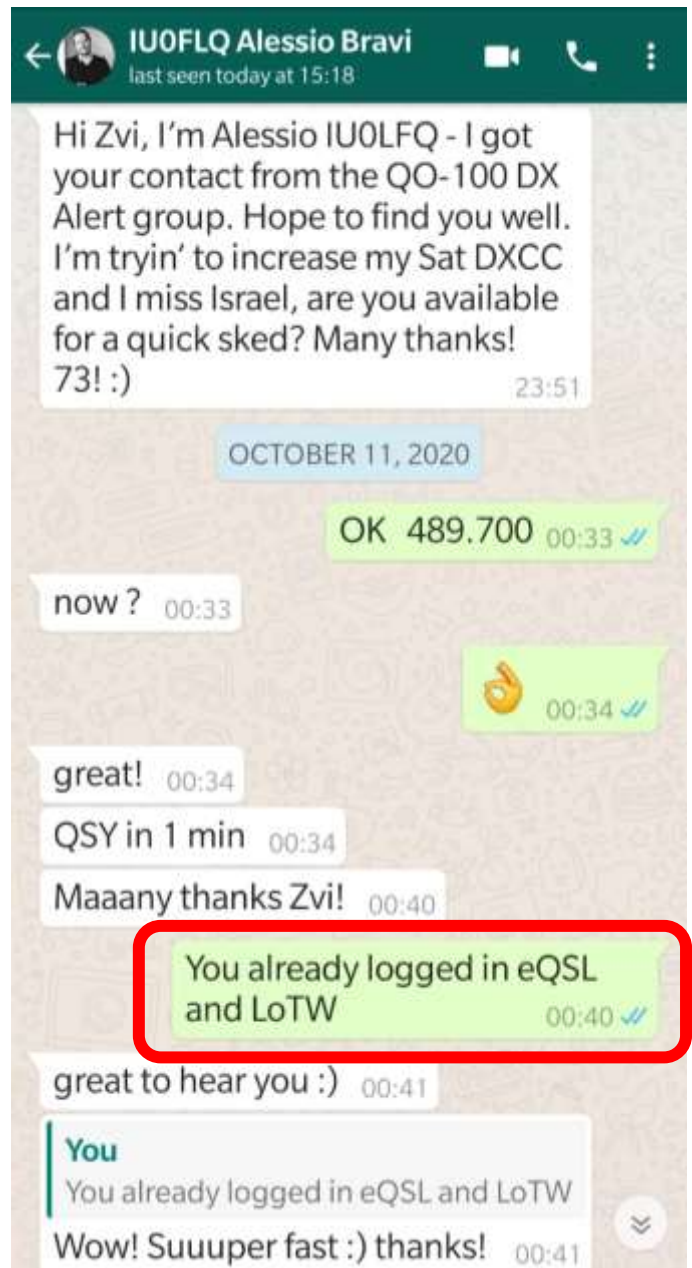 IU0FLQ Alessio Bravi
last seen today at 15:18
Hi Zvi, I'm Alessio IU0LFQ - I got
your contact from the QO-100 DX
Alert group. Hope to find you well.
I'm tryin' to increase my Sat DXCC
and I miss Israel, are you available
for a quick sked? Many thanks!
73! :) 23:51
OCTOBER 11, 2020
OK 489.700 00:33
now ? 00:33
👌 00:34
great! 00:34
QSY in 1 min 00:34
Maaany thanks Zvi! 00:40
You already logged in eQSL
and LoTW 00:40
great to hear you :) 00:41
You
You already logged in eQSL and LoTW
Wow! Suuuper fast :) thanks! 00:41